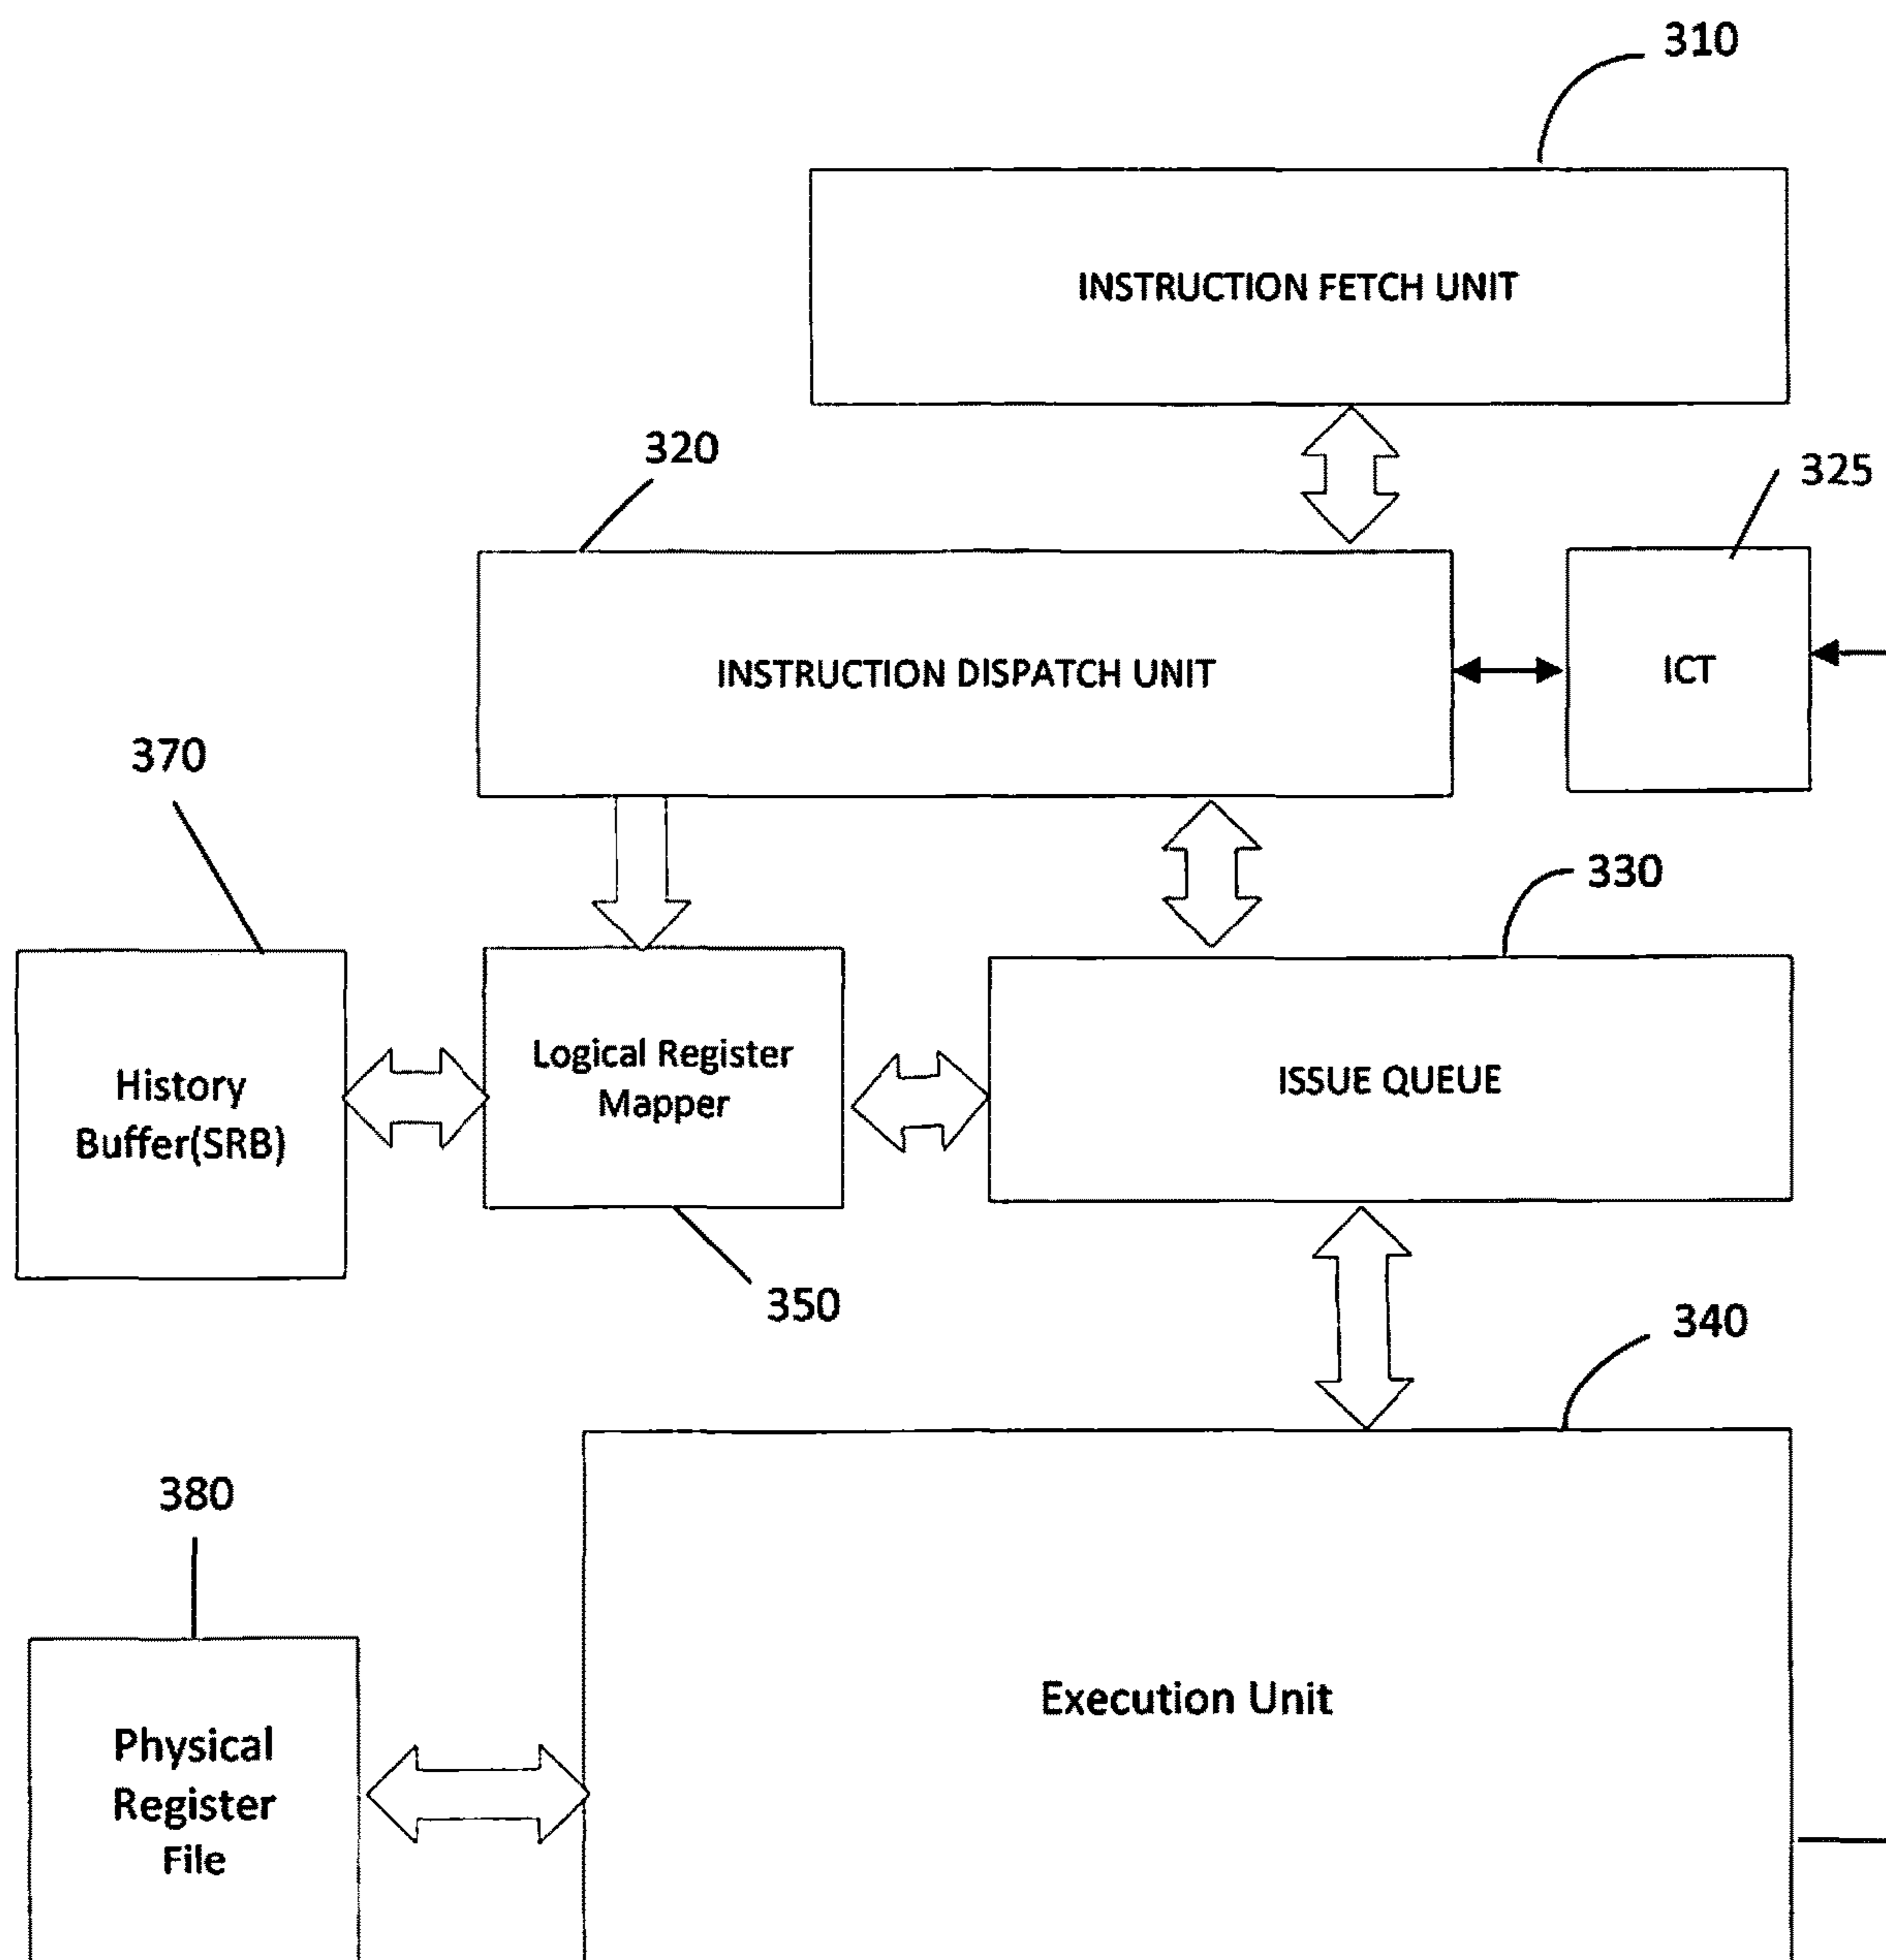 310
INSTRUCTION FETCH UNIT
320
325
INSTRUCTION DISPATCH UNIT
ICT
370
330
History
Buffer(SRB)
Logical Register
Mapper
ISSUE QUEUE
350
340
380
Execution Unit
Physical
Register
File